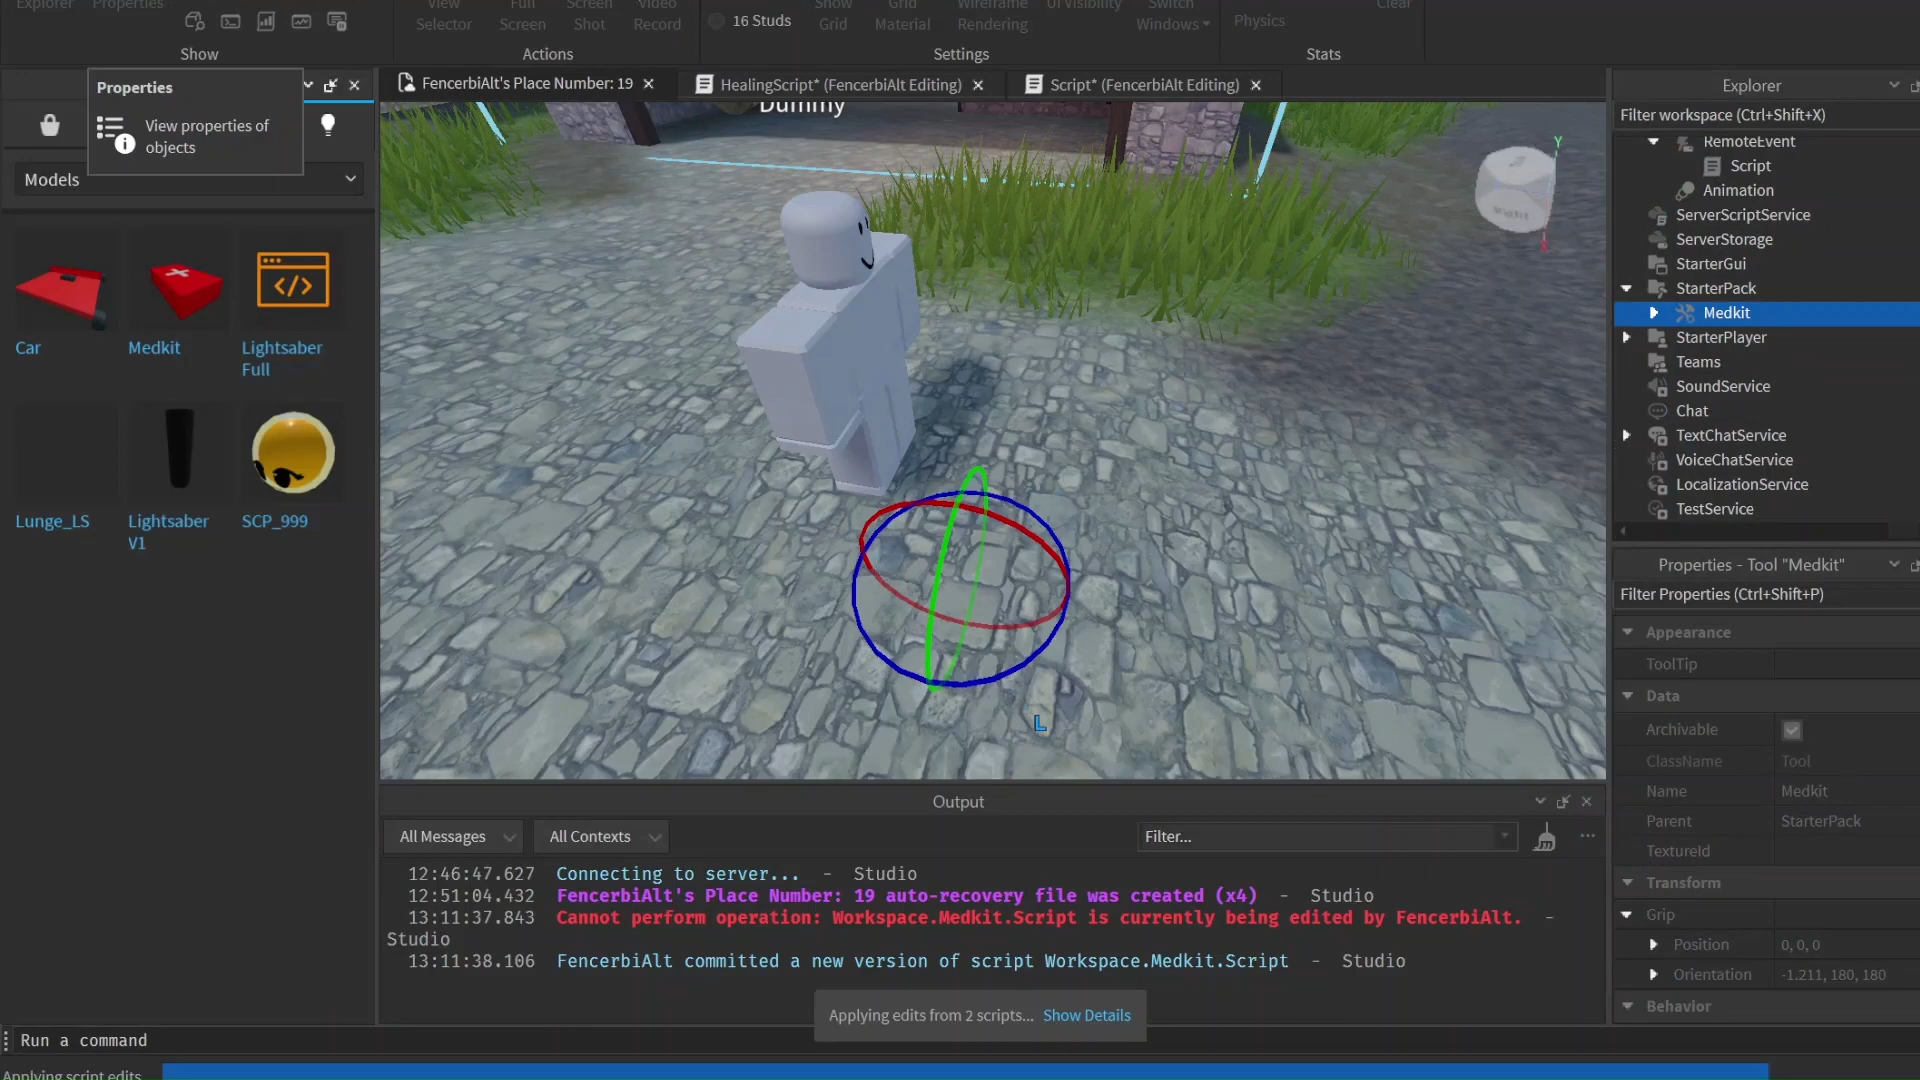 Explorer
Properties
View
Selector
Full
Screen
Screen
Shot
Video
Record
16 Studs
Show
Grid
Grid
Material
Wireframe
Rendering
UI Visibility
Switch
Windows
Physics
Clear
Show
Actions
Settings
Stats
Properties
View properties of
objects
Models
Car
Medkit
Lightsaber
Full
Lunge_LS
Lightsaber
V1
SCP_999
FencerbiAlt's Place Number: 19
HealingScript* (FencerbiAlt Editing)
Script* (FencerbiAlt Editing)
Dummy
Y
X
L
Explorer
Filter workspace (Ctrl+Shift+X)
RemoteEvent
Script
Animation
ServerScriptService
ServerStorage
StarterGui
StarterPack
Medkit
StarterPlayer
Teams
SoundService
Chat
TextChatService
VoiceChatService
LocalizationService
TestService
Properties - Tool "Medkit"
Filter Properties (Ctrl+Shift+P)
Appearance
ToolTip
Data
Archivable
ClassName Tool
Name Medkit
Parent StarterPack
TextureId
Transform
Grip
Position 0, 0, 0
Orientation -1.211, 180, 180
Behavior
Output
All Messages
All Contexts
Filter...
12:46:47.627 Connecting to server... - Studio
12:51:04.432 FencerbiAlt's Place Number: 19 auto-recovery file was created (x4) - Studio
13:11:37.843 Cannot perform operation: Workspace.Medkit.Script is currently being edited by FencerbiAlt. -
Studio
13:11:38.106 FencerbiAlt committed a new version of script Workspace.Medkit.Script - Studio
Applying edits from 2 scripts... Show Details
Run a command
Applying script edits